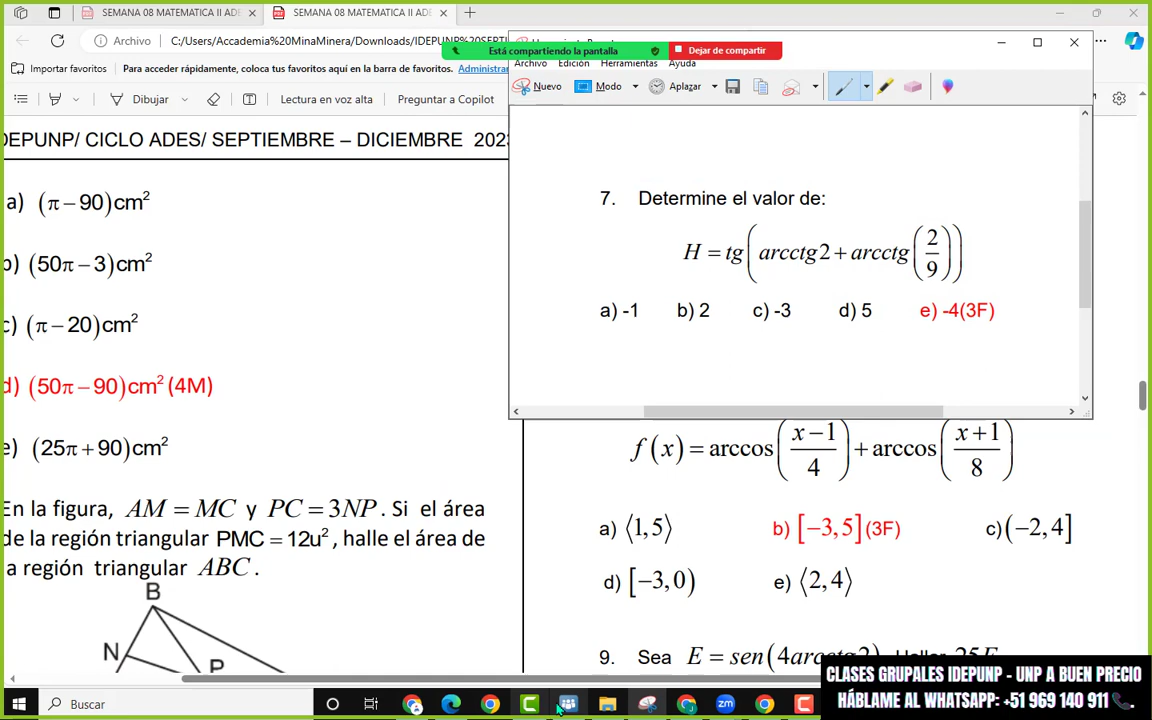 SEMANA 08 MATEMATICA II ADE
SEMANA 08 MATEMATICA II ADE
Archivo
C:/Users/Accademia%20MinaMinera/Downloads/IDEPUNP%20SEPTI
Importar favoritos
Para acceder rápidamente, coloca tus favoritos aquí en la barra de favoritos.
Administrar
Dibujar
Lectura en voz alta
Preguntar a Copilot
Está compartiendo la pantalla
Dejar de compartir
Archivo Edición Herramientas Ayuda
Nuevo Modo Aplazar
DEPUNP/ CICLO ADES/ SEPTIEMBRE – DICIEMBRE 202
a) (π − 90)cm²
b) (50π − 3)cm²
c) (π − 20)cm²
d) (50π − 90)cm² (4M)
e) (25π + 90)cm²
En la figura, AM = MC y PC = 3NP. Si el área
de la región triangular PMC = 12u², halle el área de
a región triangular ABC.
B
N
P
7. Determine el valor de:
H = tg(arcctg2 + arcctg(2/9))
a) -1 b) 2 c) -3 d) 5 e) -4(3F)
f(x) = arccos((x−1)/4) + arccos((x+1)/8)
a) ⟨1,5⟩ b) [−3,5](3F) c) (−2,4]
d) [−3,0) e) ⟨2,4⟩
9. Sea E = sen(4arcctg2). Hallar 25E
CLASES GRUPALES IDEPUNP - UNP A BUEN PRECIO
HÁBLAME AL WHATSAPP: +51 969 140 911 📞.
Buscar